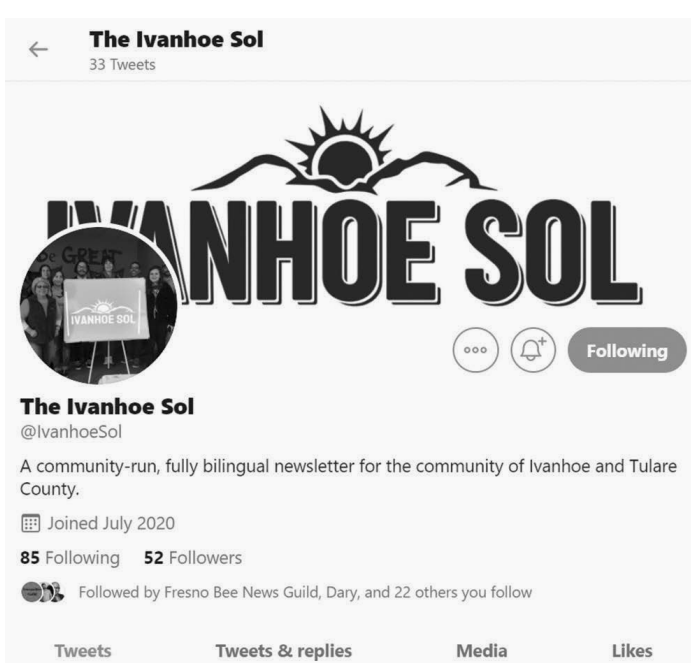 The Ivanhoe Sol
33 Tweets
IVANHOE SOL
be GREAT
IVANHOE SOL
Following
The Ivanhoe Sol
@IvanhoeSol
A community-run, fully bilingual newsletter for the community of Ivanhoe and Tulare
County.
Joined July 2020
85 Following 52 Followers
Followed by Fresno Bee News Guild, Dary, and 22 others you follow
Tweets Tweets & replies Media Likes